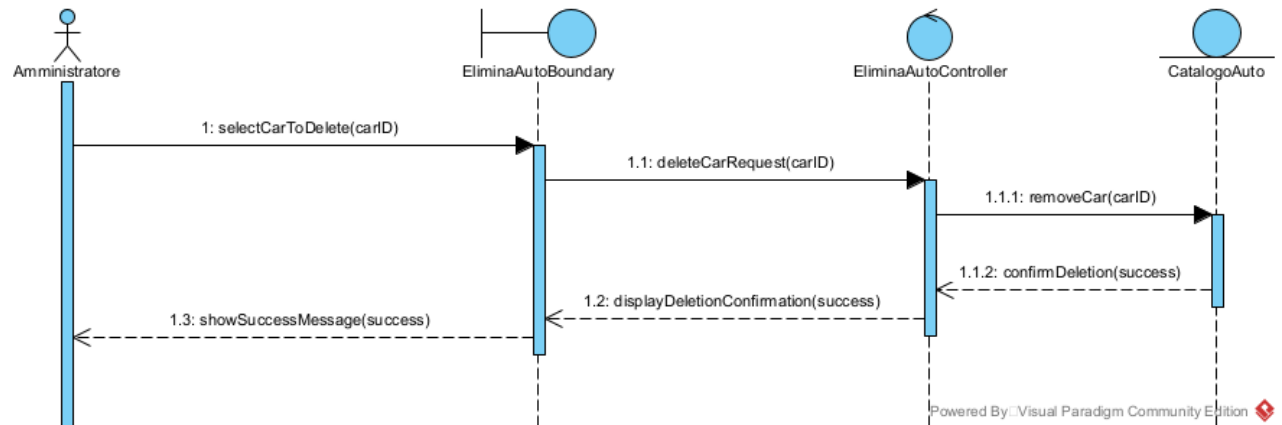 Amministratore
EliminaAutoBoundary
EliminaAutoController
CatalogoAuto
1: selectCarToDelete(carID)
1.1: deleteCarRequest(carID)
1.1.1: removeCar(carID)
1.1.2: confirmDeletion(success)
1.2: displayDeletionConfirmation(success)
1.3: showSuccessMessage(success)
Powered By Visual Paradigm Community Edition